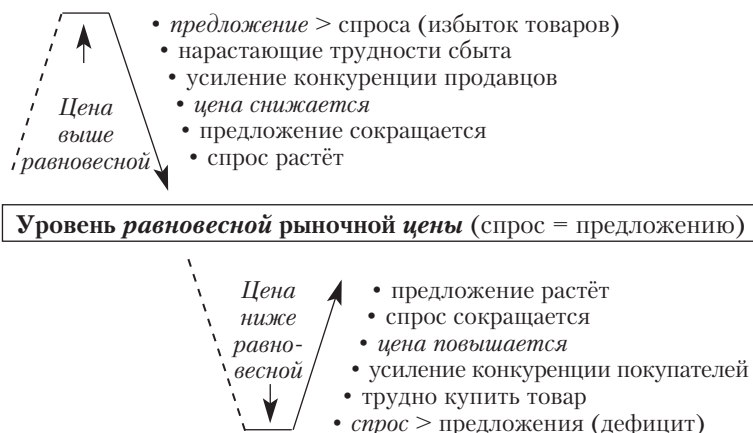 • предложение > спроса (избыток товаров)
• нарастающие трудности сбыта
• усиление конкуренции продавцов
• цена снижается
• предложение сокращается
• спрос растёт
Цена
выше
равновесной
Уровень равновесной рыночной цены (спрос = предложению)
Цена
ниже
равно-
весной
• предложение растёт
• спрос сокращается
• цена повышается
• усиление конкуренции покупателей
• трудно купить товар
• спрос > предложения (дефицит)